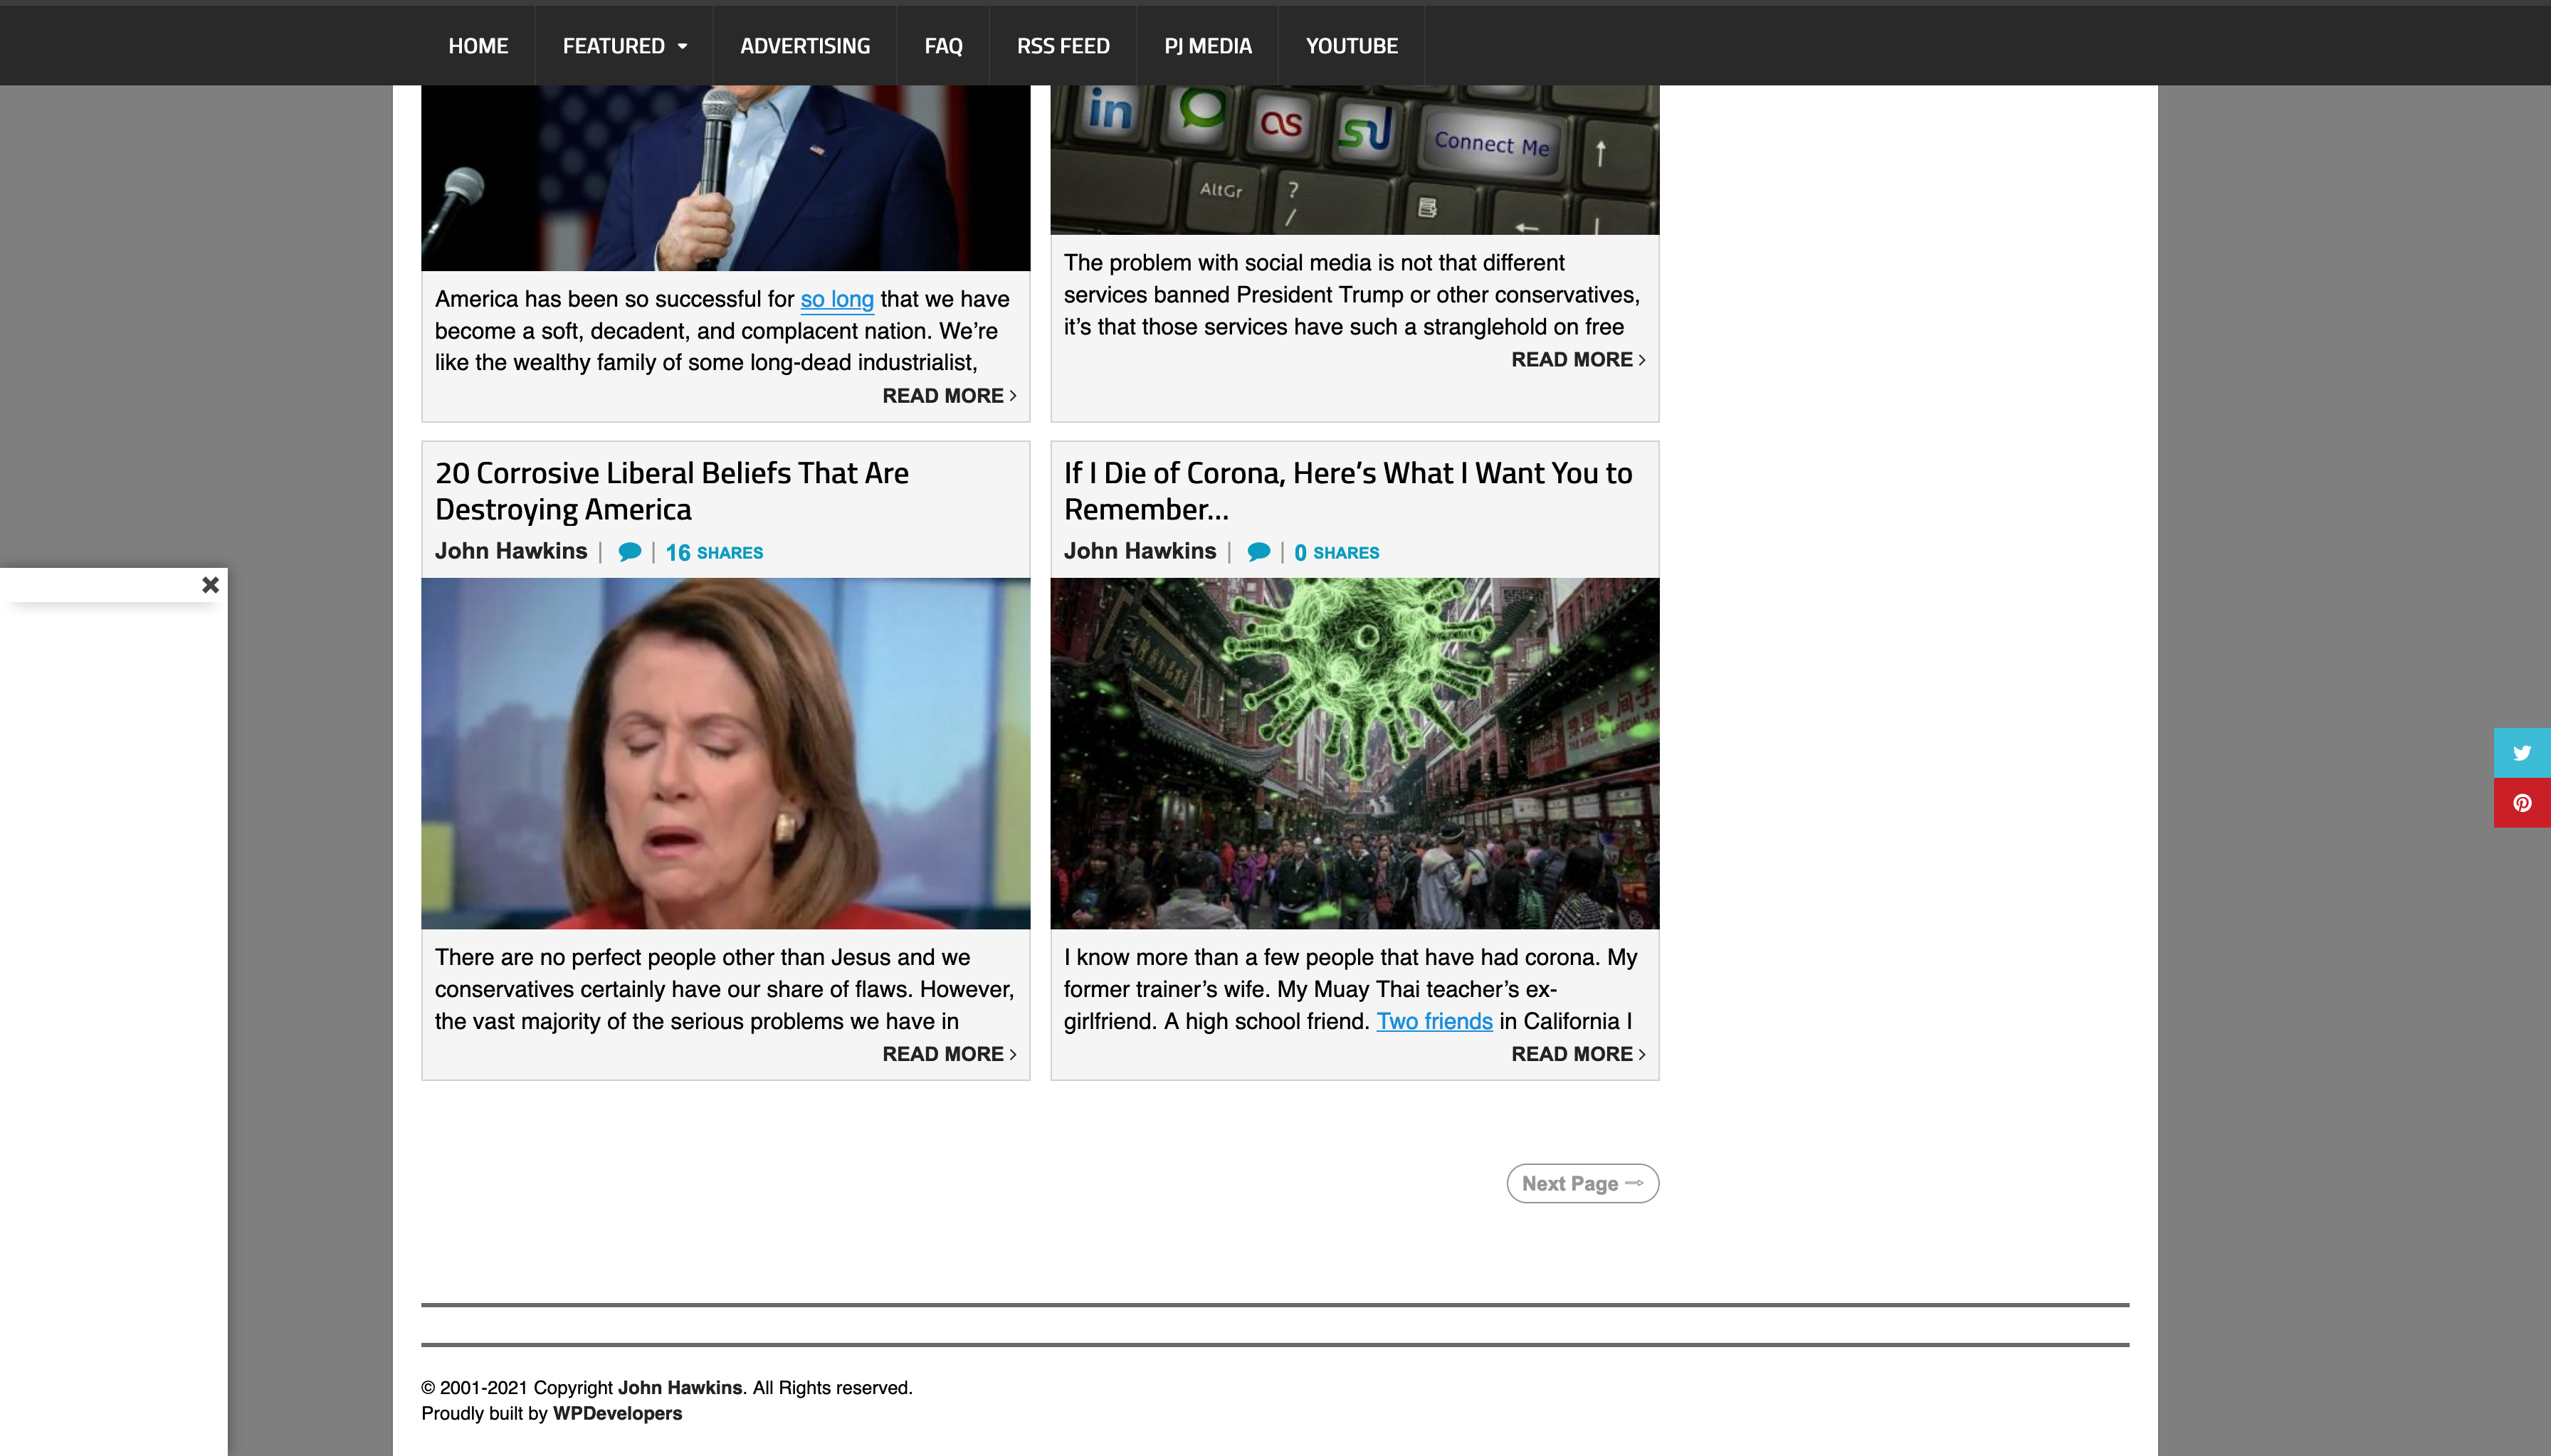 HOME
FEATURED
ADVERTISING
FAQ
RSS FEED
PJ MEDIA
YOUTUBE
in
as
Connect Me
AltGr
?
/
America has been so successful for so long that we have
become a soft, decadent, and complacent nation. We’re
like the wealthy family of some long-dead industrialist,
READ MORE
The problem with social media is not that different
services banned President Trump or other conservatives,
it’s that those services have such a stranglehold on free
READ MORE
20 Corrosive Liberal Beliefs That Are
Destroying America
John Hawkins | | 16 SHARES
There are no perfect people other than Jesus and we
conservatives certainly have our share of flaws. However,
the vast majority of the serious problems we have in
READ MORE
If I Die of Corona, Here’s What I Want You to
Remember…
John Hawkins | | 0 SHARES
I know more than a few people that have had corona. My
former trainer’s wife. My Muay Thai teacher’s ex-
girlfriend. A high school friend. Two friends in California I
READ MORE
Next Page
© 2001-2021 Copyright John Hawkins. All Rights reserved.
Proudly built by WPDevelopers